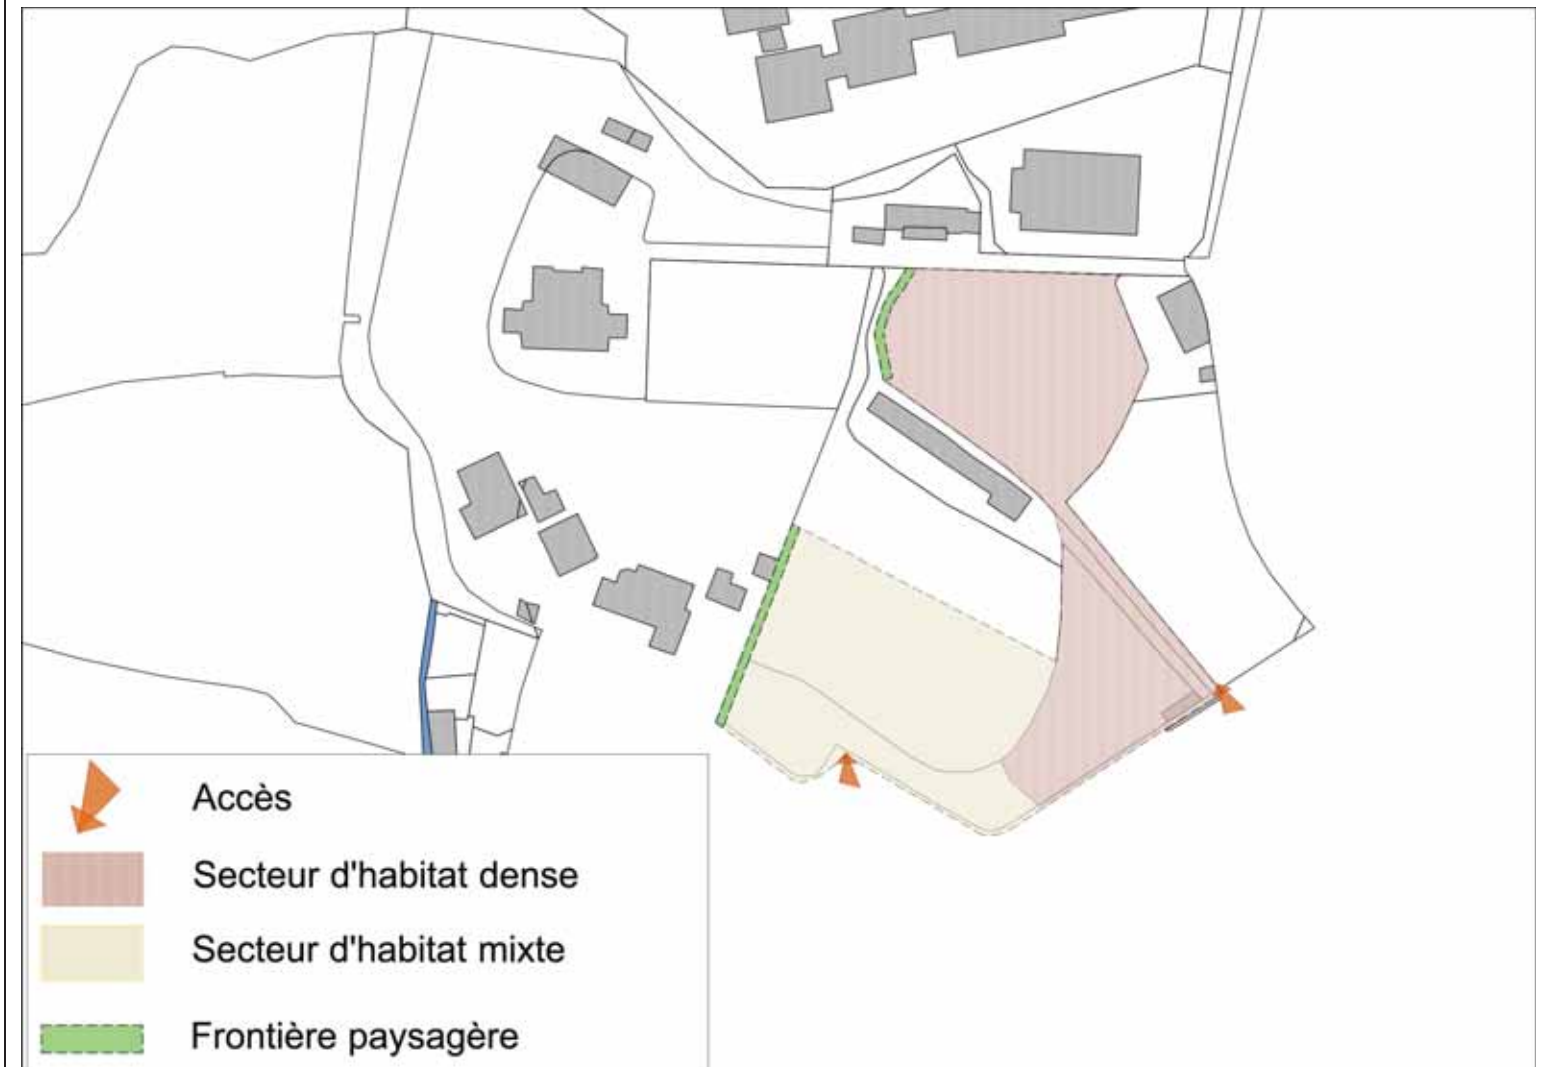 Accès
Secteur d'habitat dense
Secteur d'habitat mixte
Frontière paysagère